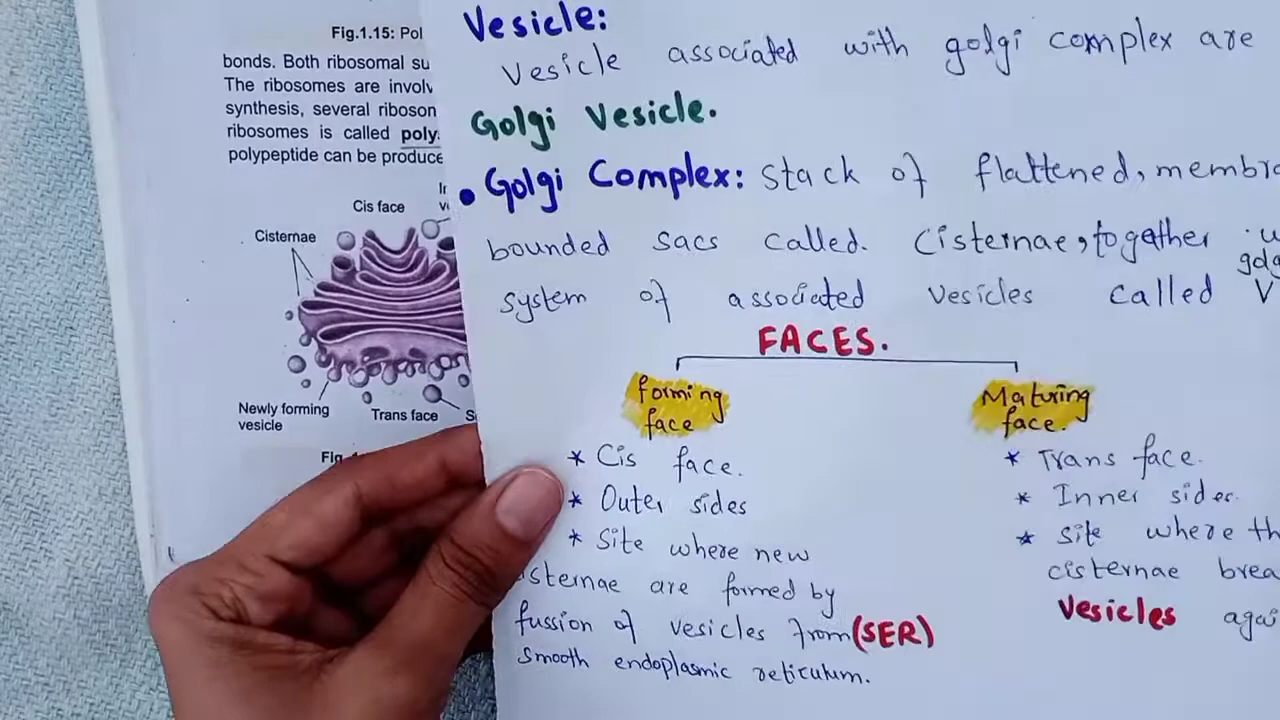 Fig.1.15: Pol
bonds. Both ribosomal su
The ribosomes are involv
synthesis, several riboson
ribosomes is called poly
polypeptide can be produce
Cis face
Cisternae
Newly forming
vesicle
Trans face
Fig
Vesicle:
Vesicle associated with golgi complex are
Golgi Vesicle.
• Golgi Complex: stack of flattened, membra
bounded sacs called. Cisternae, together
system of associated vesicles called V
FACES.
forming
face
* Cis face.
* Outer sides
* Site where new
isternae are formed by
fussion of vesicles from (SER)
smooth endoplasmic reticulum.
Maturing
face.
* Trans face.
* Inner sides.
* Site where th
cisternae brea
Vesicles agai